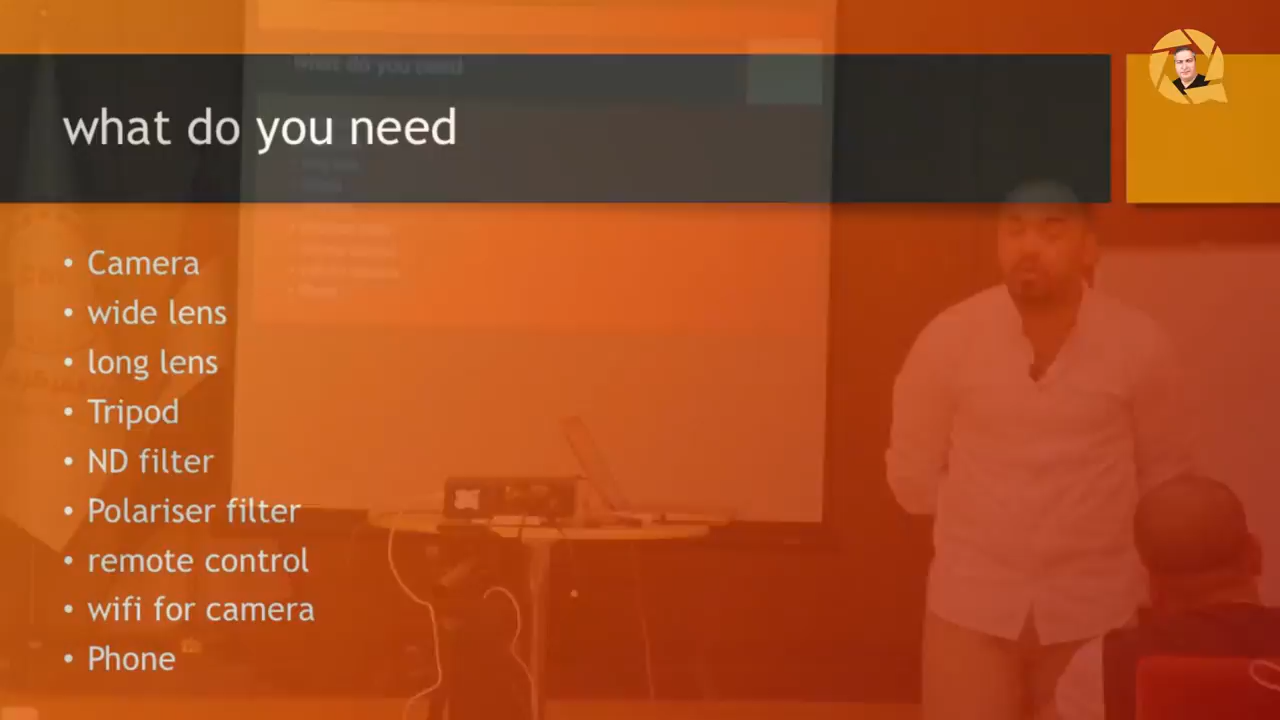 what do you need
• Camera
• wide lens
• long lens
• Tripod
• ND filter
• Polariser filter
• remote control
• wifi for camera
• Phone